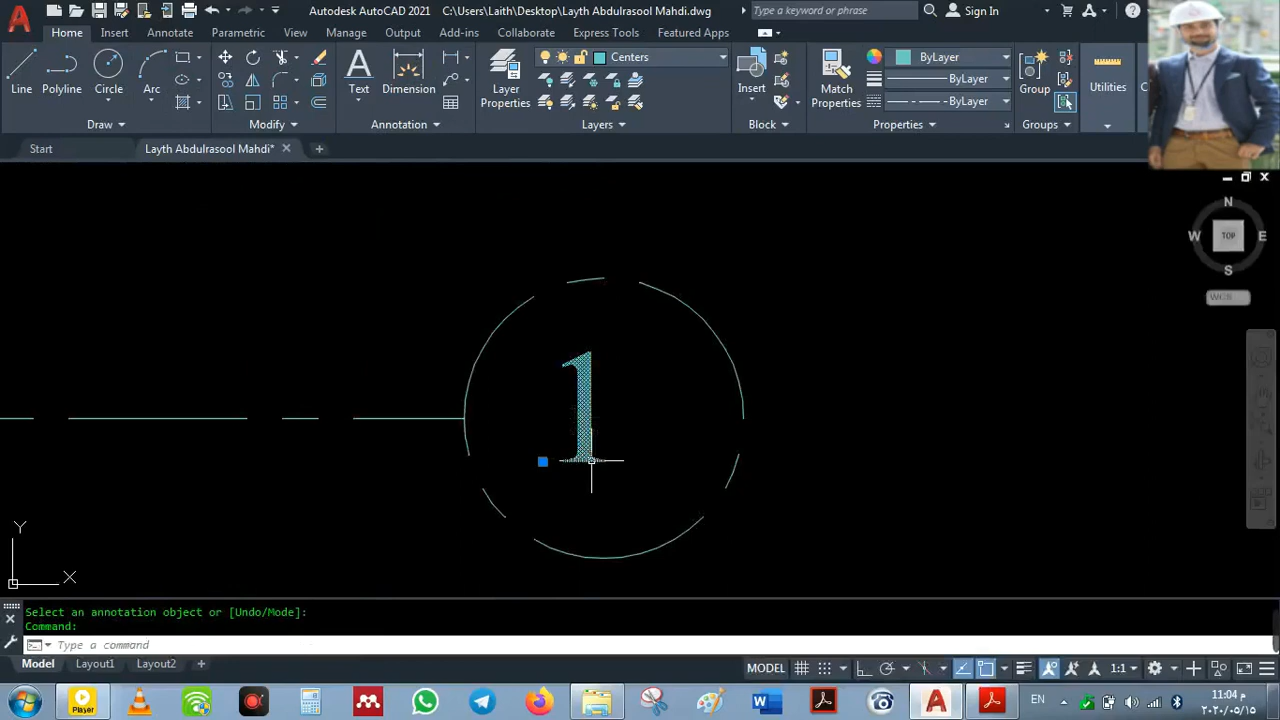 Autodesk AutoCAD 2021 C:\Users\Laith\Desktop\Layth Abdulrasool Mahdi.dwg
Type a keyword or phrase
Sign In
Home Insert Annotate Parametric View Manage Output Add-ins Collaborate Express Tools Featured Apps
Centers
ByLayer
ByLayer
ByLayer
Line Polyline Circle Arc
Text Dimension
Layer Properties
Insert
Match Properties
Group
Utilities
Draw Modify Annotation Layers Block Properties Groups
Start Layth Abdulrasool Mahdi*
N
W TOP E
S
WCS
1
Y
X
Select an annotation object or [Undo/Mode]:
Command:
Type a command
Model Layout1 Layout2
MODEL 1:1
Player
W
EN
11:04 م
٢٠٢٠/٠٥/١٥